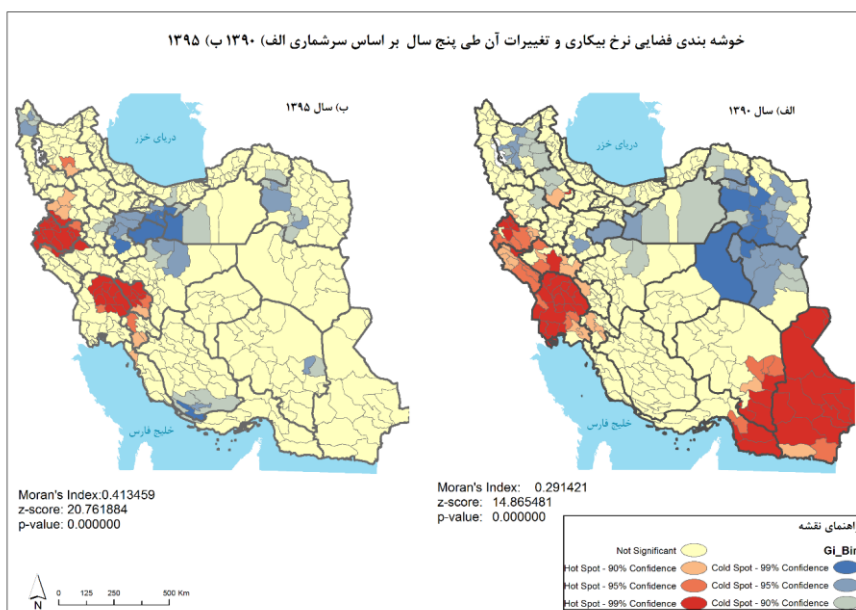 خوشه بندی فضایی نرخ بیکاری و تغییرات آن طی پنج سال بر اساس سرشماری الف) ۱۳۹۰ ب) ۱۳۹۵
الف) سال ۱۳۹۰
ب) سال ۱۳۹۵
دریای خزر
دریای خزر
خلیج فارس
خلیج فارس
Moran's Index: 0.291421
z-score: 14.865481
p-value: 0.000000
Moran's Index:0.413459
z-score: 20.761884
p-value: 0.000000
راهنمای نقشه
Gi_Bin
Not Significant
Cold Spot - 99% Confidence
Hot Spot - 90% Confidence
Cold Spot - 95% Confidence
Hot Spot - 95% Confidence
Cold Spot - 90% Confidence
Hot Spot - 99% Confidence
N
0 125 250 500 Km